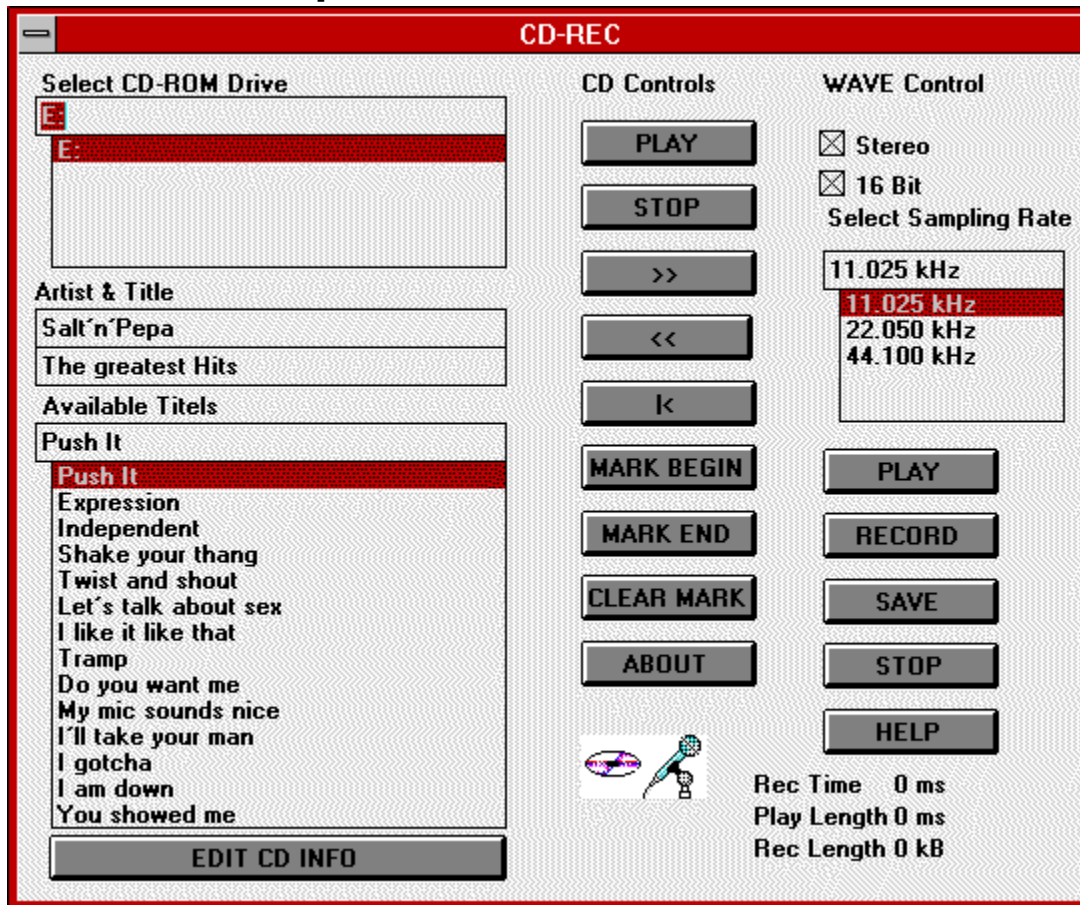 CD-REC
Select CD-ROM Drive
E:
E:
Artist & Title
Salt´n´Pepa
The greatest Hits
Available Titels
Push It
Push It
Expression
Independent
Shake your thang
Twist and shout
Let´s talk about sex
I like it like that
Tramp
Do you want me
My mic sounds nice
I´ll take your man
I gotcha
I am down
You showed me
EDIT CD INFO
CD Controls
PLAY
STOP
>>
<<
|<
MARK BEGIN
MARK END
CLEAR MARK
ABOUT
WAVE Control
Stereo
16 Bit
Select Sampling Rate
11.025 kHz
11.025 kHz
22.050 kHz
44.100 kHz
PLAY
RECORD
SAVE
STOP
HELP
Rec Time 0 ms
Play Length 0 ms
Rec Length 0 kB